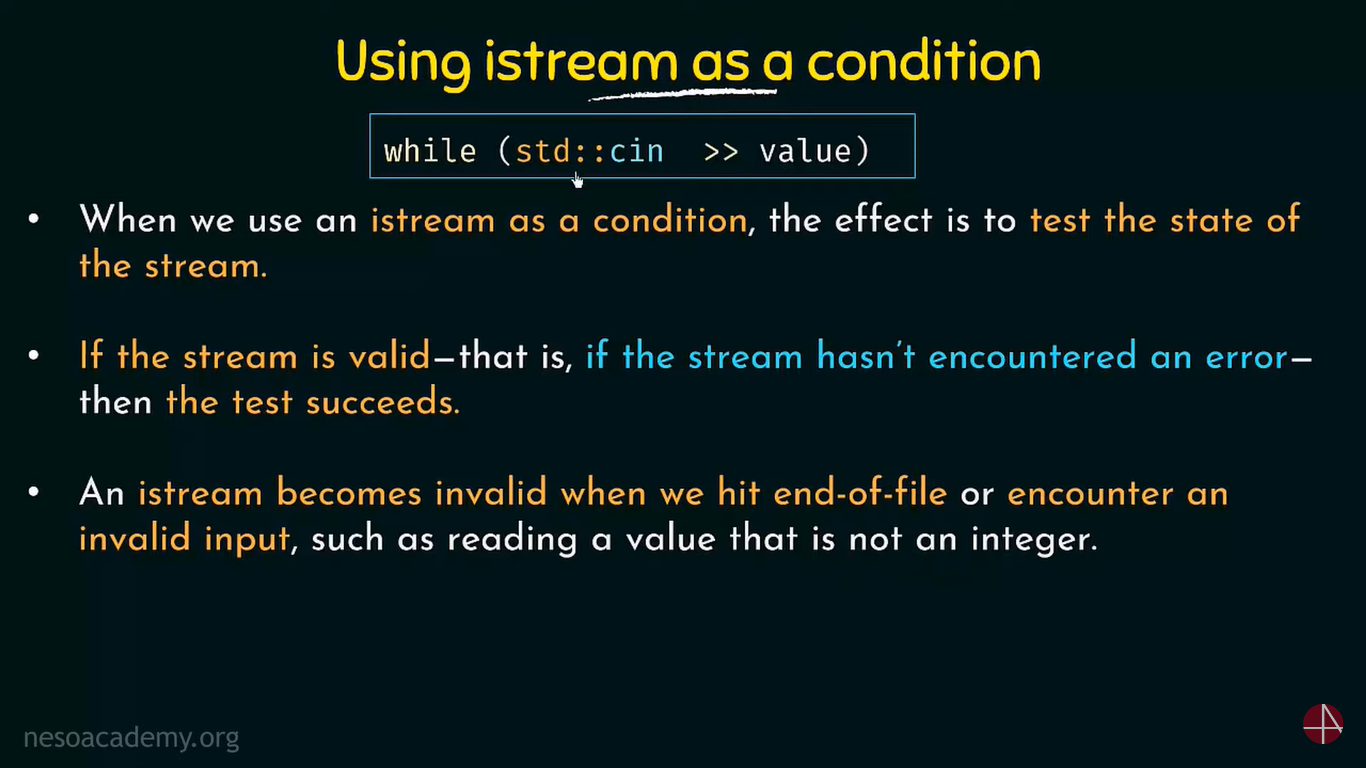 Using istream as a condition
while (std::cin >> value)
• When we use an istream as a condition, the effect is to test the state of
the stream.
• If the stream is valid—that is, if the stream hasn’t encountered an error—
then the test succeeds.
• An istream becomes invalid when we hit end-of-file or encounter an
invalid input, such as reading a value that is not an integer.
nesoacademy.org